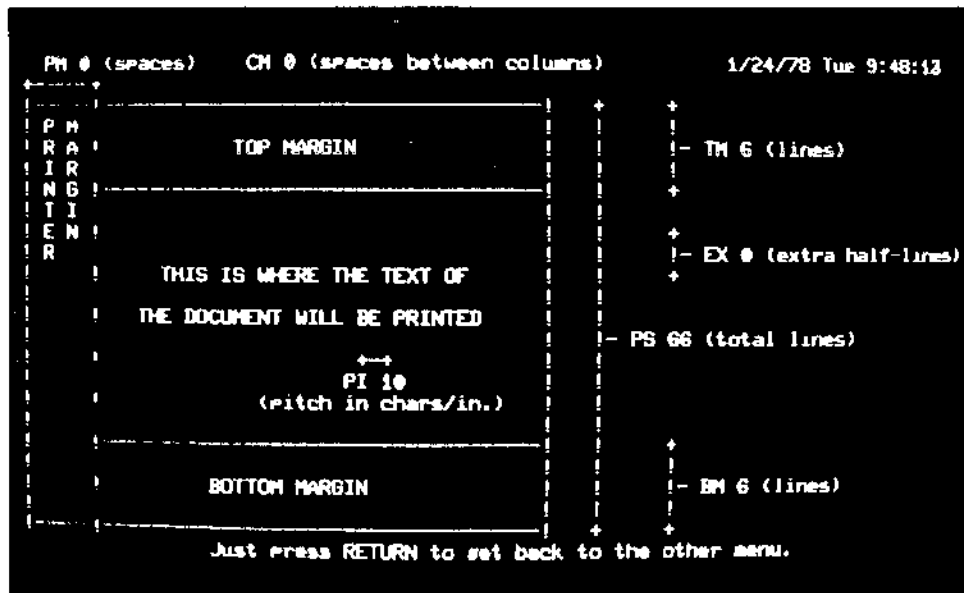 PM 0 (spaces)
CM 0 (spaces between columns)
1/24/78 Tue 9:48:13
PRINTER
MARGIN
TOP MARGIN
TM 6 (lines)
EX 0 (extra half-lines)
THIS IS WHERE THE TEXT OF
THE DOCUMENT WILL BE PRINTED
PS 66 (total lines)
PI 10
(pitch in chars/in.)
BOTTOM MARGIN
BM 6 (lines)
Just press RETURN to get back to the other menu.